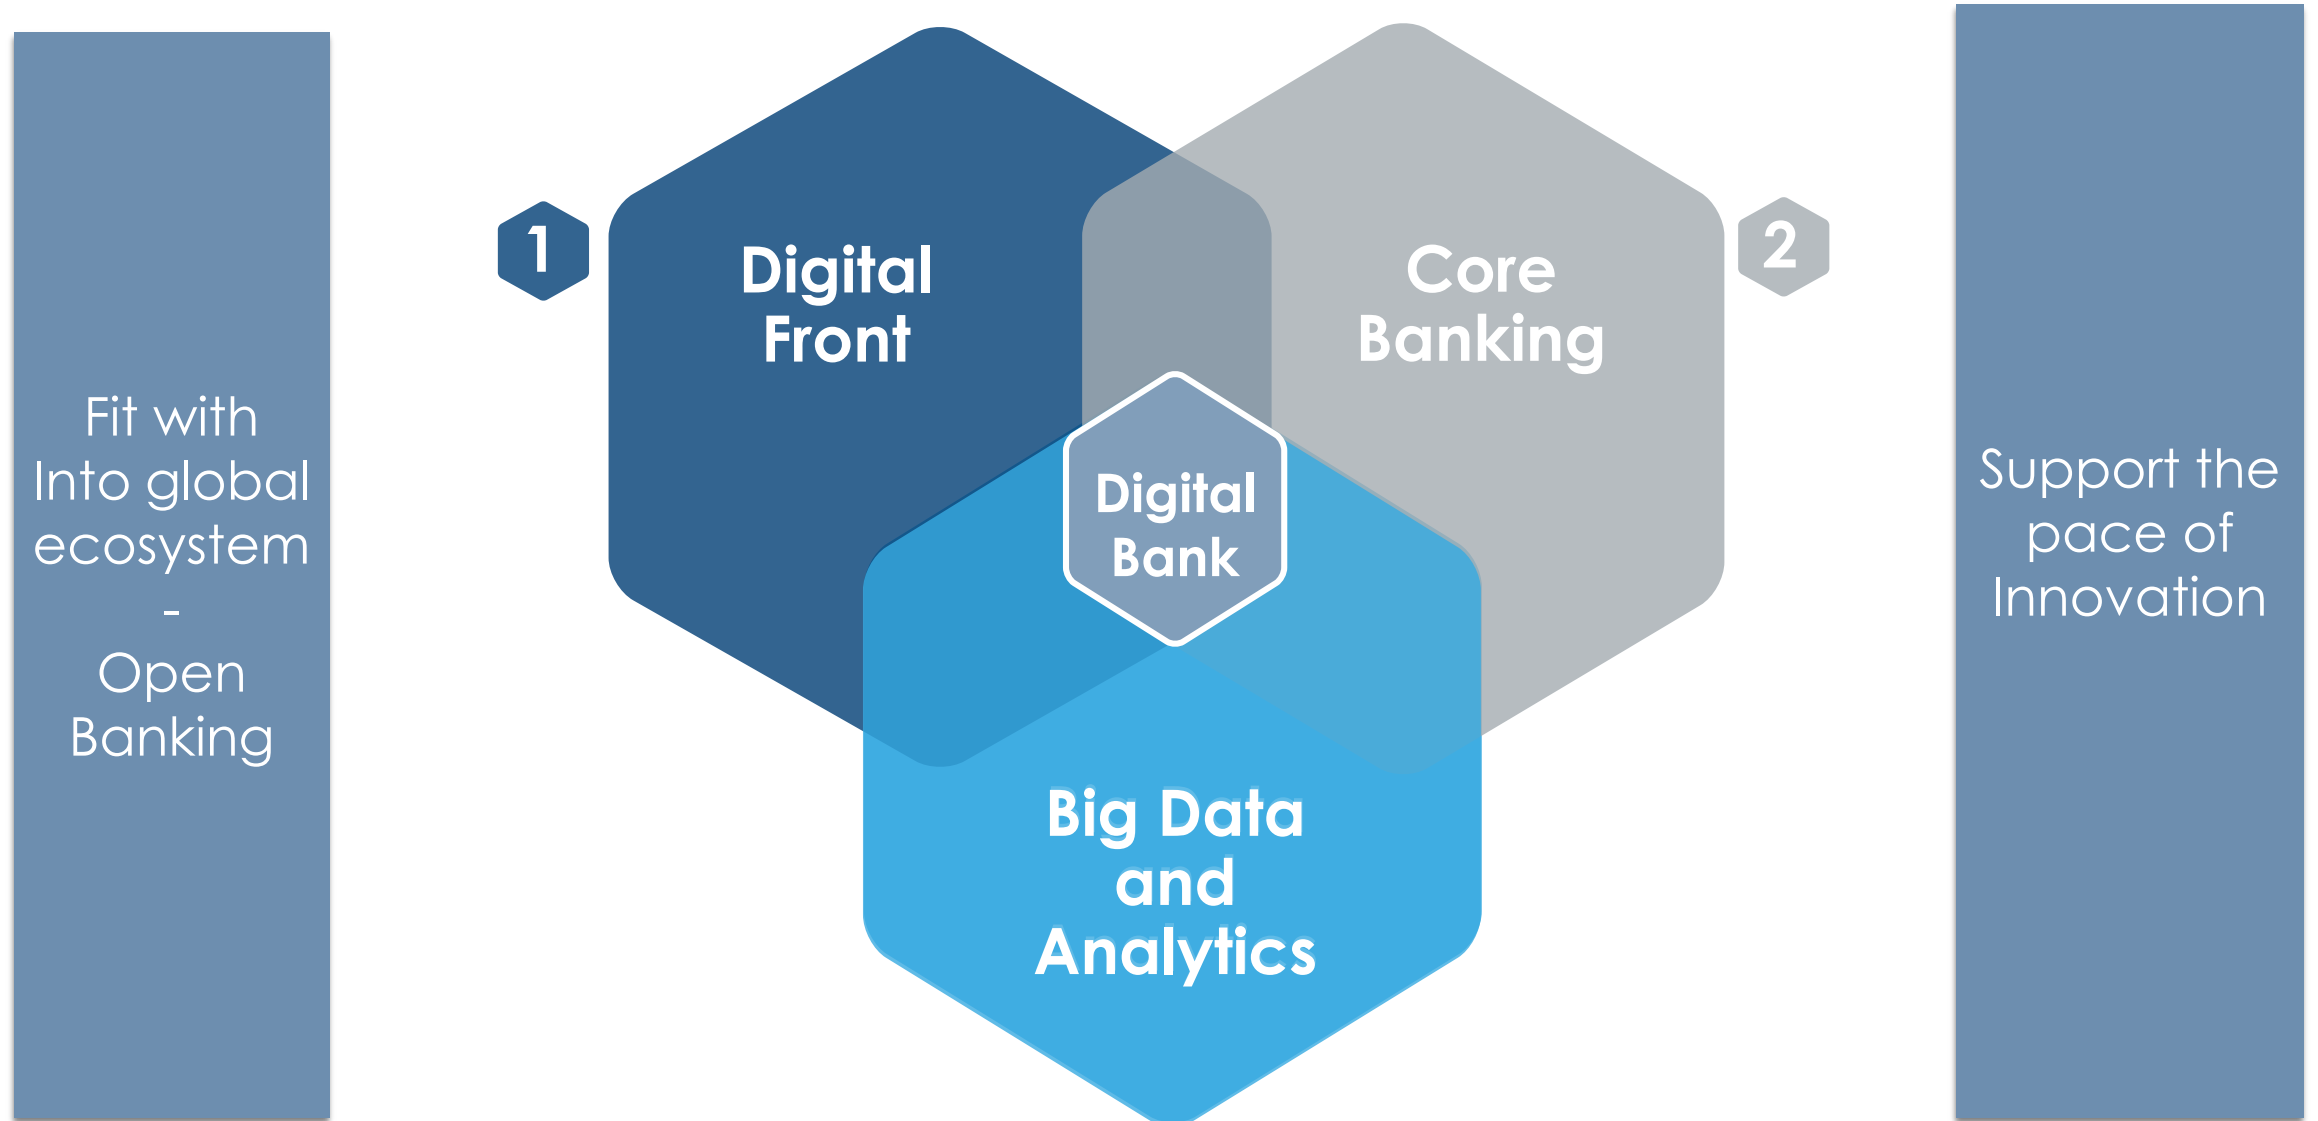 Fit with
Into global
ecosystem
-
Open
Banking
1
Digital
Front
Core
Banking
2
Digital
Bank
Big Data
and
Analytics
Support the
pace of
Innovation